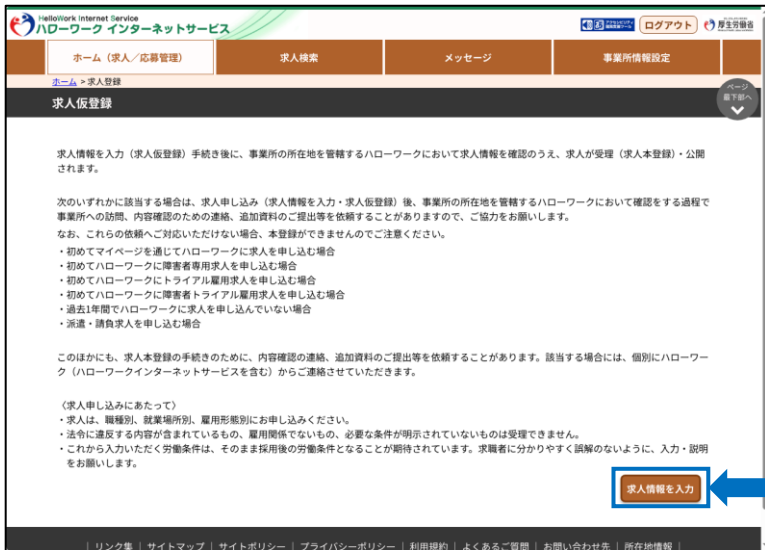 HelloWork Internet Service
ハローワーク インターネットサービス
ログアウト
厚生労働省
ホーム（求人／応募管理）
求人検索
メッセージ
事業所情報設定
ホーム > 求人登録
ページ
最下部へ
求人仮登録
求人情報を入力（求人仮登録）手続き後に、事業所の所在地を管轄するハローワークにおいて求人情報を確認のうえ、求人が受理（求人本登録）・公開
されます。
次のいずれかに該当する場合は、求人申し込み（求人情報を入力・求人仮登録）後、事業所の所在地を管轄するハローワークにおいて確認をする過程で
事業所への訪問、内容確認のための連絡、追加資料のご提出等を依頼することがありますので、ご協力をお願いします。
なお、これらの依頼へご対応いただけない場合、本登録ができませんのでご注意ください。
・初めてマイページを通じてハローワークに求人を申し込む場合
・初めてハローワークに障害者専用求人を申し込む場合
・初めてハローワークにトライアル雇用求人を申し込む場合
・初めてハローワークに障害者トライアル雇用求人を申し込む場合
・過去1年間でハローワークに求人を申し込んでいない場合
・派遣・請負求人を申し込む場合
このほかにも、求人本登録の手続きのために、内容確認の連絡、追加資料のご提出等を依頼することがあります。該当する場合には、個別にハローワー
ク（ハローワークインターネットサービスを含む）からご連絡させていただきます。
〈求人申し込みにあたって〉
・求人は、職種別、就業場所別、雇用形態別にお申し込みください。
・法令に違反する内容が含まれているもの、雇用関係でないもの、必要な条件が明示されていないものは受理できません。
・これから入力いただく労働条件は、そのまま採用後の労働条件となることが期待されています。求職者に分かりやすく誤解のないように、入力・説明
をお願いします。
求人情報を入力
| リンク集 | サイトマップ | サイトポリシー | プライバシーポリシー | 利用規約 | よくあるご質問 | お問い合わせ先 | 所在地情報 |